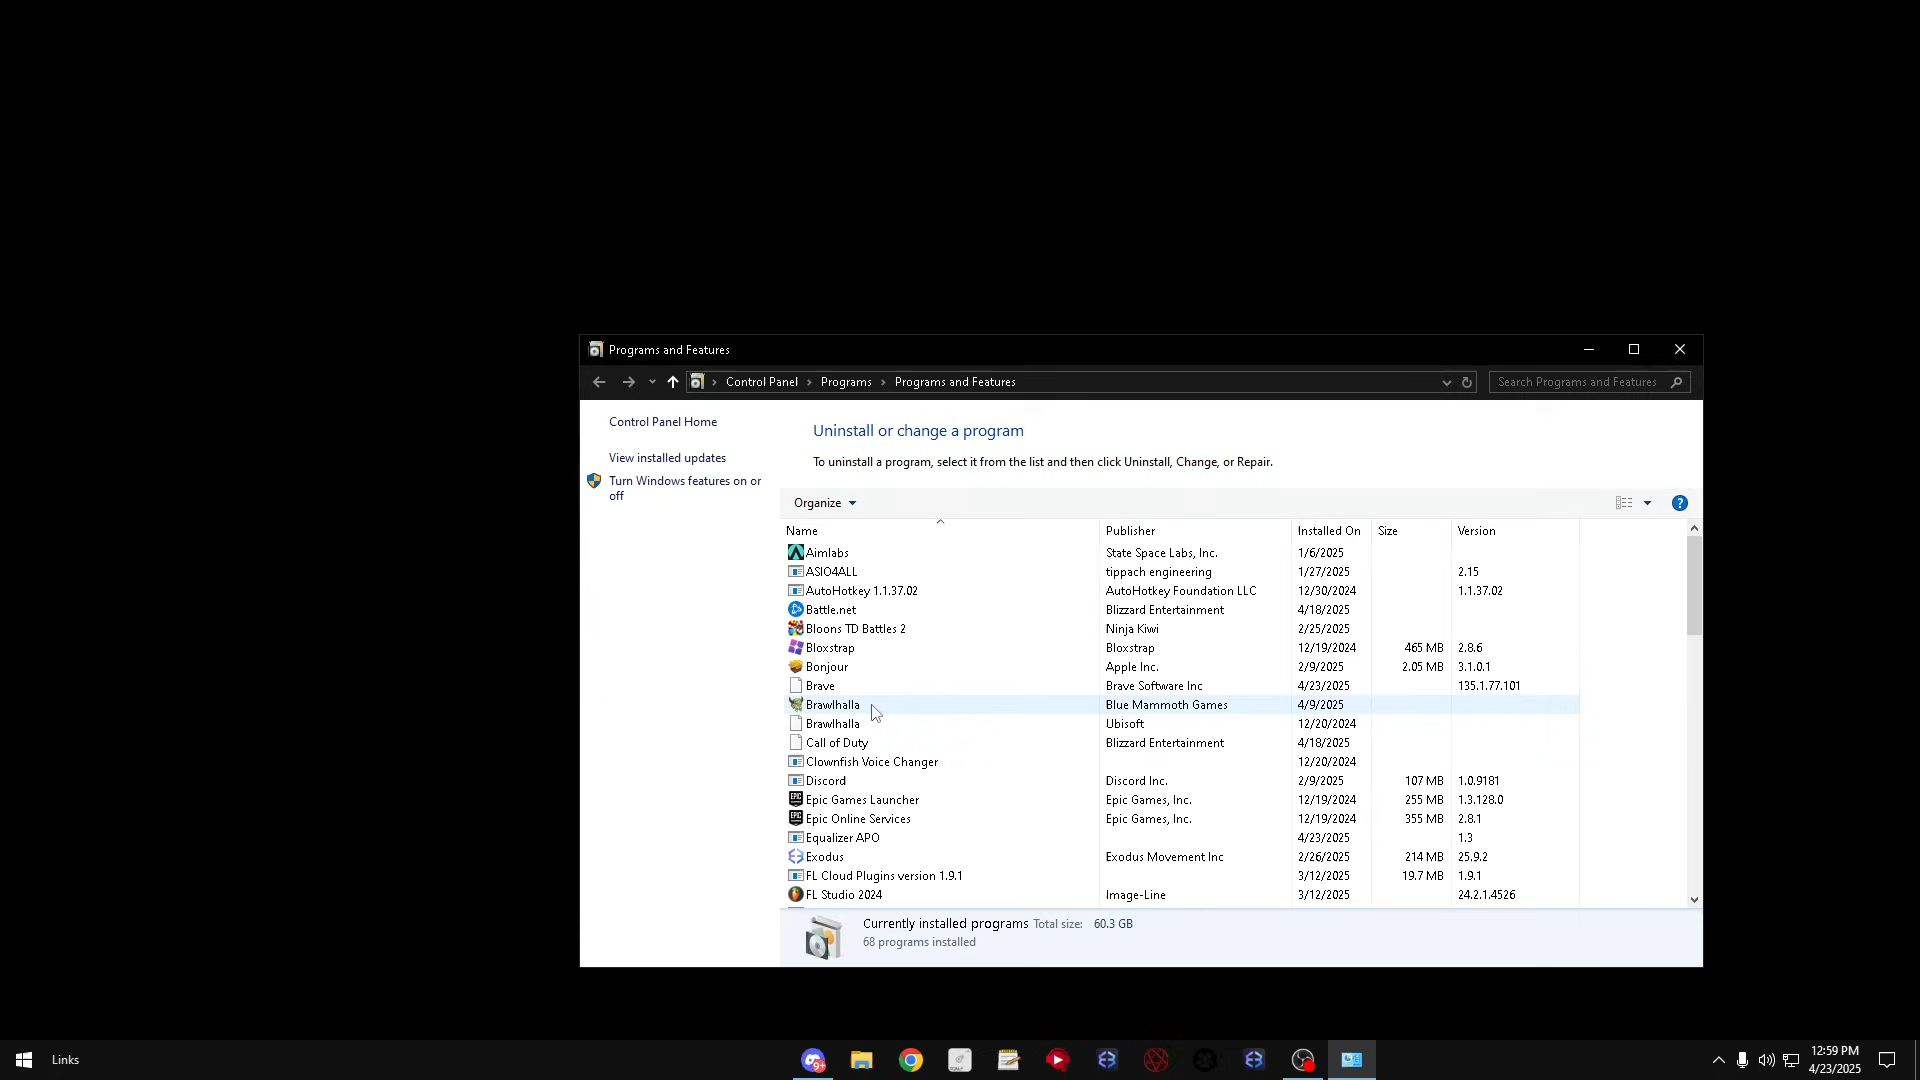 Programs and Features
Control Panel > Programs > Programs and Features
Search Programs and Features
Control Panel Home
View installed updates
Turn Windows features on or
off
Uninstall or change a program
To uninstall a program, select it from the list and then click Uninstall, Change, or Repair.
Organize
Name Publisher Installed On Size Version
Aimlabs State Space Labs, Inc. 1/6/2025
ASIO4ALL tippach engineering 1/27/2025 2.15
AutoHotkey 1.1.37.02 AutoHotkey Foundation LLC 12/30/2024 1.1.37.02
Battle.net Blizzard Entertainment 4/18/2025
Bloons TD Battles 2 Ninja Kiwi 2/25/2025
Bloxstrap Bloxstrap 12/19/2024 465 MB 2.8.6
Bonjour Apple Inc. 2/9/2025 2.05 MB 3.1.0.1
Brave Brave Software Inc 4/23/2025 135.1.77.101
Brawlhalla Blue Mammoth Games 4/9/2025
Brawlhalla Ubisoft 12/20/2024
Call of Duty Blizzard Entertainment 4/18/2025
Clownfish Voice Changer 12/20/2024
Discord Discord Inc. 2/9/2025 107 MB 1.0.9181
Epic Games Launcher Epic Games, Inc. 12/19/2024 255 MB 1.3.128.0
Epic Online Services Epic Games, Inc. 12/19/2024 355 MB 2.8.1
Equalizer APO 4/23/2025 1.3
Exodus Exodus Movement Inc 2/26/2025 214 MB 25.9.2
FL Cloud Plugins version 1.9.1 3/12/2025 19.7 MB 1.9.1
FL Studio 2024 Image-Line 3/12/2025 24.2.1.4526
Currently installed programs Total size: 60.3 GB
68 programs installed
Links
9+
12:59 PM
4/23/2025